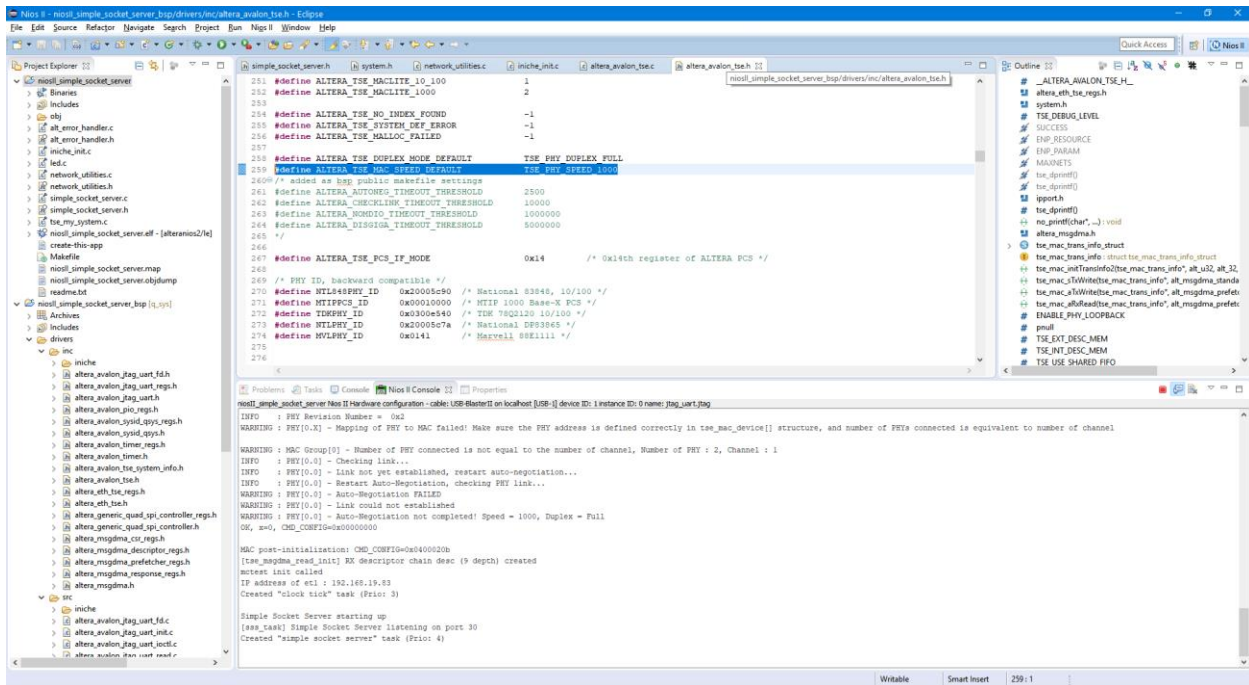 Nios II - niosII_simple_socket_server_bsp/drivers/inc/altera_avalon_tse.h - Eclipse
File Edit Source Refactor Navigate Search Project Run Nios II Window Help
Quick Access
Nios II
Project Explorer
niosII_simple_socket_server
Binaries
Includes
obj
alt_error_handler.c
alt_error_handler.h
iniche_init.c
led.c
network_utilities.c
network_utilities.h
simple_socket_server.c
simple_socket_server.h
tse_my_system.c
niosII_simple_socket_server.elf - [alteranios2/le]
create-this-app
Makefile
niosII_simple_socket_server.map
niosII_simple_socket_server.objdump
readme.txt
niosII_simple_socket_server_bsp [q_sys]
Archives
Includes
drivers
inc
iniche
altera_avalon_jtag_uart_fd.h
altera_avalon_jtag_uart_regs.h
altera_avalon_jtag_uart.h
altera_avalon_pio_regs.h
altera_avalon_sysid_qsys_regs.h
altera_avalon_sysid_qsys.h
altera_avalon_timer_regs.h
altera_avalon_timer.h
altera_avalon_tse_system_info.h
altera_avalon_tse.h
altera_eth_tse_regs.h
altera_eth_tse.h
altera_generic_quad_spi_controller_regs.h
altera_generic_quad_spi_controller.h
altera_msgdma_csr_regs.h
altera_msgdma_descriptor_regs.h
altera_msgdma_prefetcher_regs.h
altera_msgdma_response_regs.h
altera_msgdma.h
src
iniche
altera_avalon_jtag_uart_fd.c
altera_avalon_jtag_uart_init.c
altera_avalon_jtag_uart_ioctl.c
altera_avalon_jtag_uart_read.c
simple_socket_server.h system.h network_utilities.c iniche_init.c altera_avalon_tse.c altera_avalon_tse.h
niosII_simple_socket_server_bsp/drivers/inc/altera_avalon_tse.h
251 #define ALTERA_TSE_MACLITE_10_100 1
252 #define ALTERA_TSE_MACLITE_1000 2
253
254 #define ALTERA_TSE_NO_INDEX_FOUND -1
255 #define ALTERA_TSE_SYSTEM_DEF_ERROR -1
256 #define ALTERA_TSE_MALLOC_FAILED -1
257
258 #define ALTERA_TSE_DUPLEX_MODE_DEFAULT TSE_PHY_DUPLEX_FULL
259 #define ALTERA_TSE_MAC_SPEED_DEFAULT TSE_PHY_SPEED_1000
260 /* added as bsp public makefile settings
261 #define ALTERA_AUTONEG_TIMEOUT_THRESHOLD 2500
262 #define ALTERA_CHECKLINK_TIMEOUT_THRESHOLD 10000
263 #define ALTERA_NOMDIO_TIMEOUT_THRESHOLD 1000000
264 #define ALTERA_DISGIGA_TIMEOUT_THRESHOLD 5000000
265 */
266
267 #define ALTERA_TSE_PCS_IF_MODE 0x14 /* 0x14th register of ALTERA PCS */
268
269 /* PHY ID, backward compatible */
270 #define NTL848PHY_ID 0x20005c90 /* National 83848, 10/100 */
271 #define MTIPPCS_ID 0x00010000 /* MTIP 1000 Base-X PCS */
272 #define TDKPHY_ID 0x0300e540 /* TDK 78Q2120 10/100 */
273 #define NTLPHY_ID 0x20005c7a /* National DP83865 */
274 #define MVLPHY_ID 0x0141 /* Marvell 88E1111 */
275
276
Outline
_ALTERA_AVALON_TSE_H_
altera_eth_tse_regs.h
system.h
TSE_DEBUG_LEVEL
SUCCESS
ENP_RESOURCE
ENP_PARAM
MAXNETS
tse_dprintf()
tse_dprintf()
ipport.h
tse_dprintf()
no_printf(char*, ...) : void
altera_msgdma.h
tse_mac_trans_info_struct
tse_mac_trans_info : struct tse_mac_trans_info_struct
tse_mac_initTransInfo2(tse_mac_trans_info*, alt_u32, alt_32,
tse_mac_sTxWrite(tse_mac_trans_info*, alt_msgdma_standa
tse_mac_aTxWrite(tse_mac_trans_info*, alt_msgdma_prefetc
tse_mac_aRxRead(tse_mac_trans_info*, alt_msgdma_prefetc
ENABLE_PHY_LOOPBACK
pnull
TSE_EXT_DESC_MEM
TSE_INT_DESC_MEM
TSE_USE_SHARED_FIFO
Problems Tasks Console Nios II Console Properties
niosII_simple_socket_server Nios II Hardware configuration - cable: USB-BlasterII on localhost [USB-1] device ID: 1 instance ID: 0 name: jtag_uart.jtag
INFO : PHY Revision Number = 0x2
WARNING : PHY[0.X] - Mapping of PHY to MAC failed! Make sure the PHY address is defined correctly in tse_mac_device[] structure, and number of PHYs connected is equivalent to number of channel
WARNING : MAC Group[0] - Number of PHY connected is not equal to the number of channel, Number of PHY : 2, Channel : 1
INFO : PHY[0.0] - Checking link...
INFO : PHY[0.0] - Link not yet established, restart auto-negotiation...
INFO : PHY[0.0] - Restart Auto-Negotiation, checking PHY link...
WARNING : PHY[0.0] - Auto-Negotiation FAILED
WARNING : PHY[0.0] - Link could not established
WARNING : PHY[0.0] - Auto-Negotiation not completed! Speed = 1000, Duplex = Full
OK, x=0, CMD_CONFIG=0x00000000
MAC post-initialization: CMD_CONFIG=0x0400020b
[tse_msgdma_read_init] RX descriptor chain desc (9 depth) created
mctest init called
IP address of et1 : 192.168.19.83
Created "clock tick" task (Prio: 3)
Simple Socket Server starting up
[sss_task] Simple Socket Server listening on port 30
Created "simple socket server" task (Prio: 4)
Writable Smart Insert 259 : 1